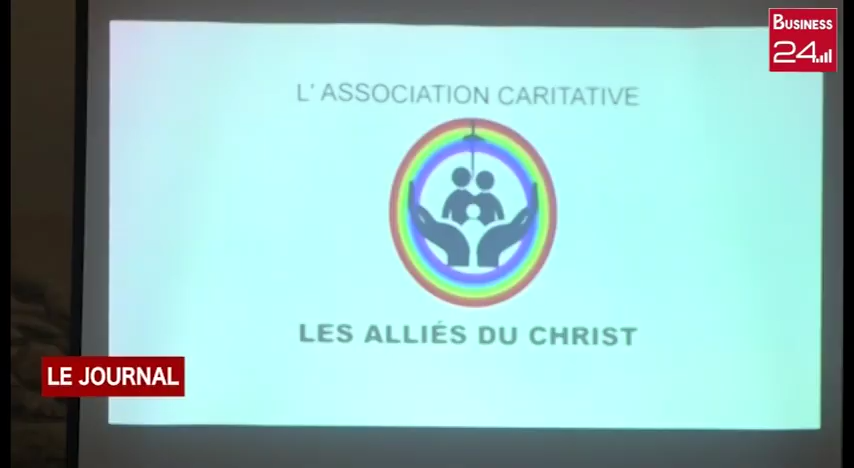 BUSINESS
24
L'ASSOCIATION CARITATIVE
LES ALLIÉS DU CHRIST
LE JOURNAL